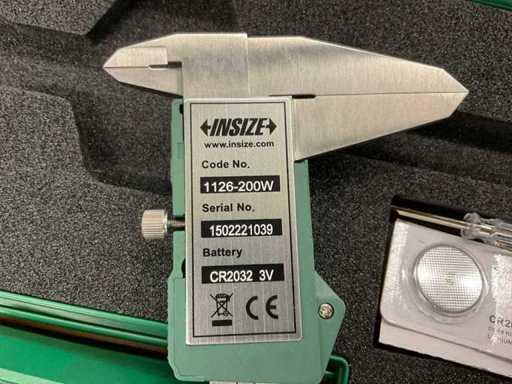 INSIZE
www.insize.com
Code No.
1126-200W
Serial No.
1502221039
Battery
CR2032 3V
CE